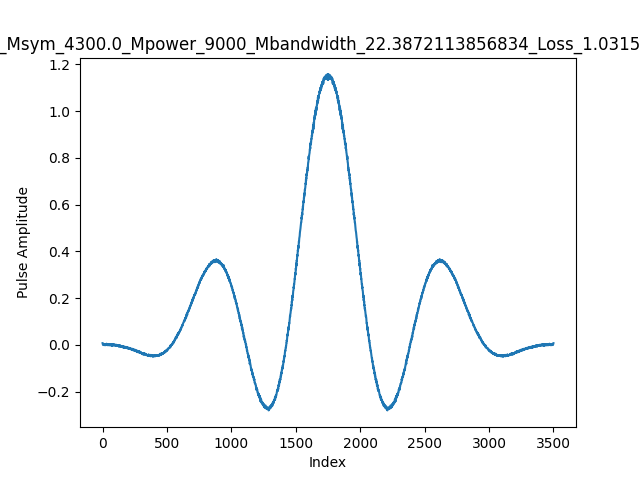 _Msym_4300.0_Mpower_9000_Mbandwidth_22.3872113856834_Loss_1.0315
1.2
1.0
0.8
0.6
0.4
0.2
0.0
−0.2
Pulse Amplitude
0 500 1000 1500 2000 2500 3000 3500
Index